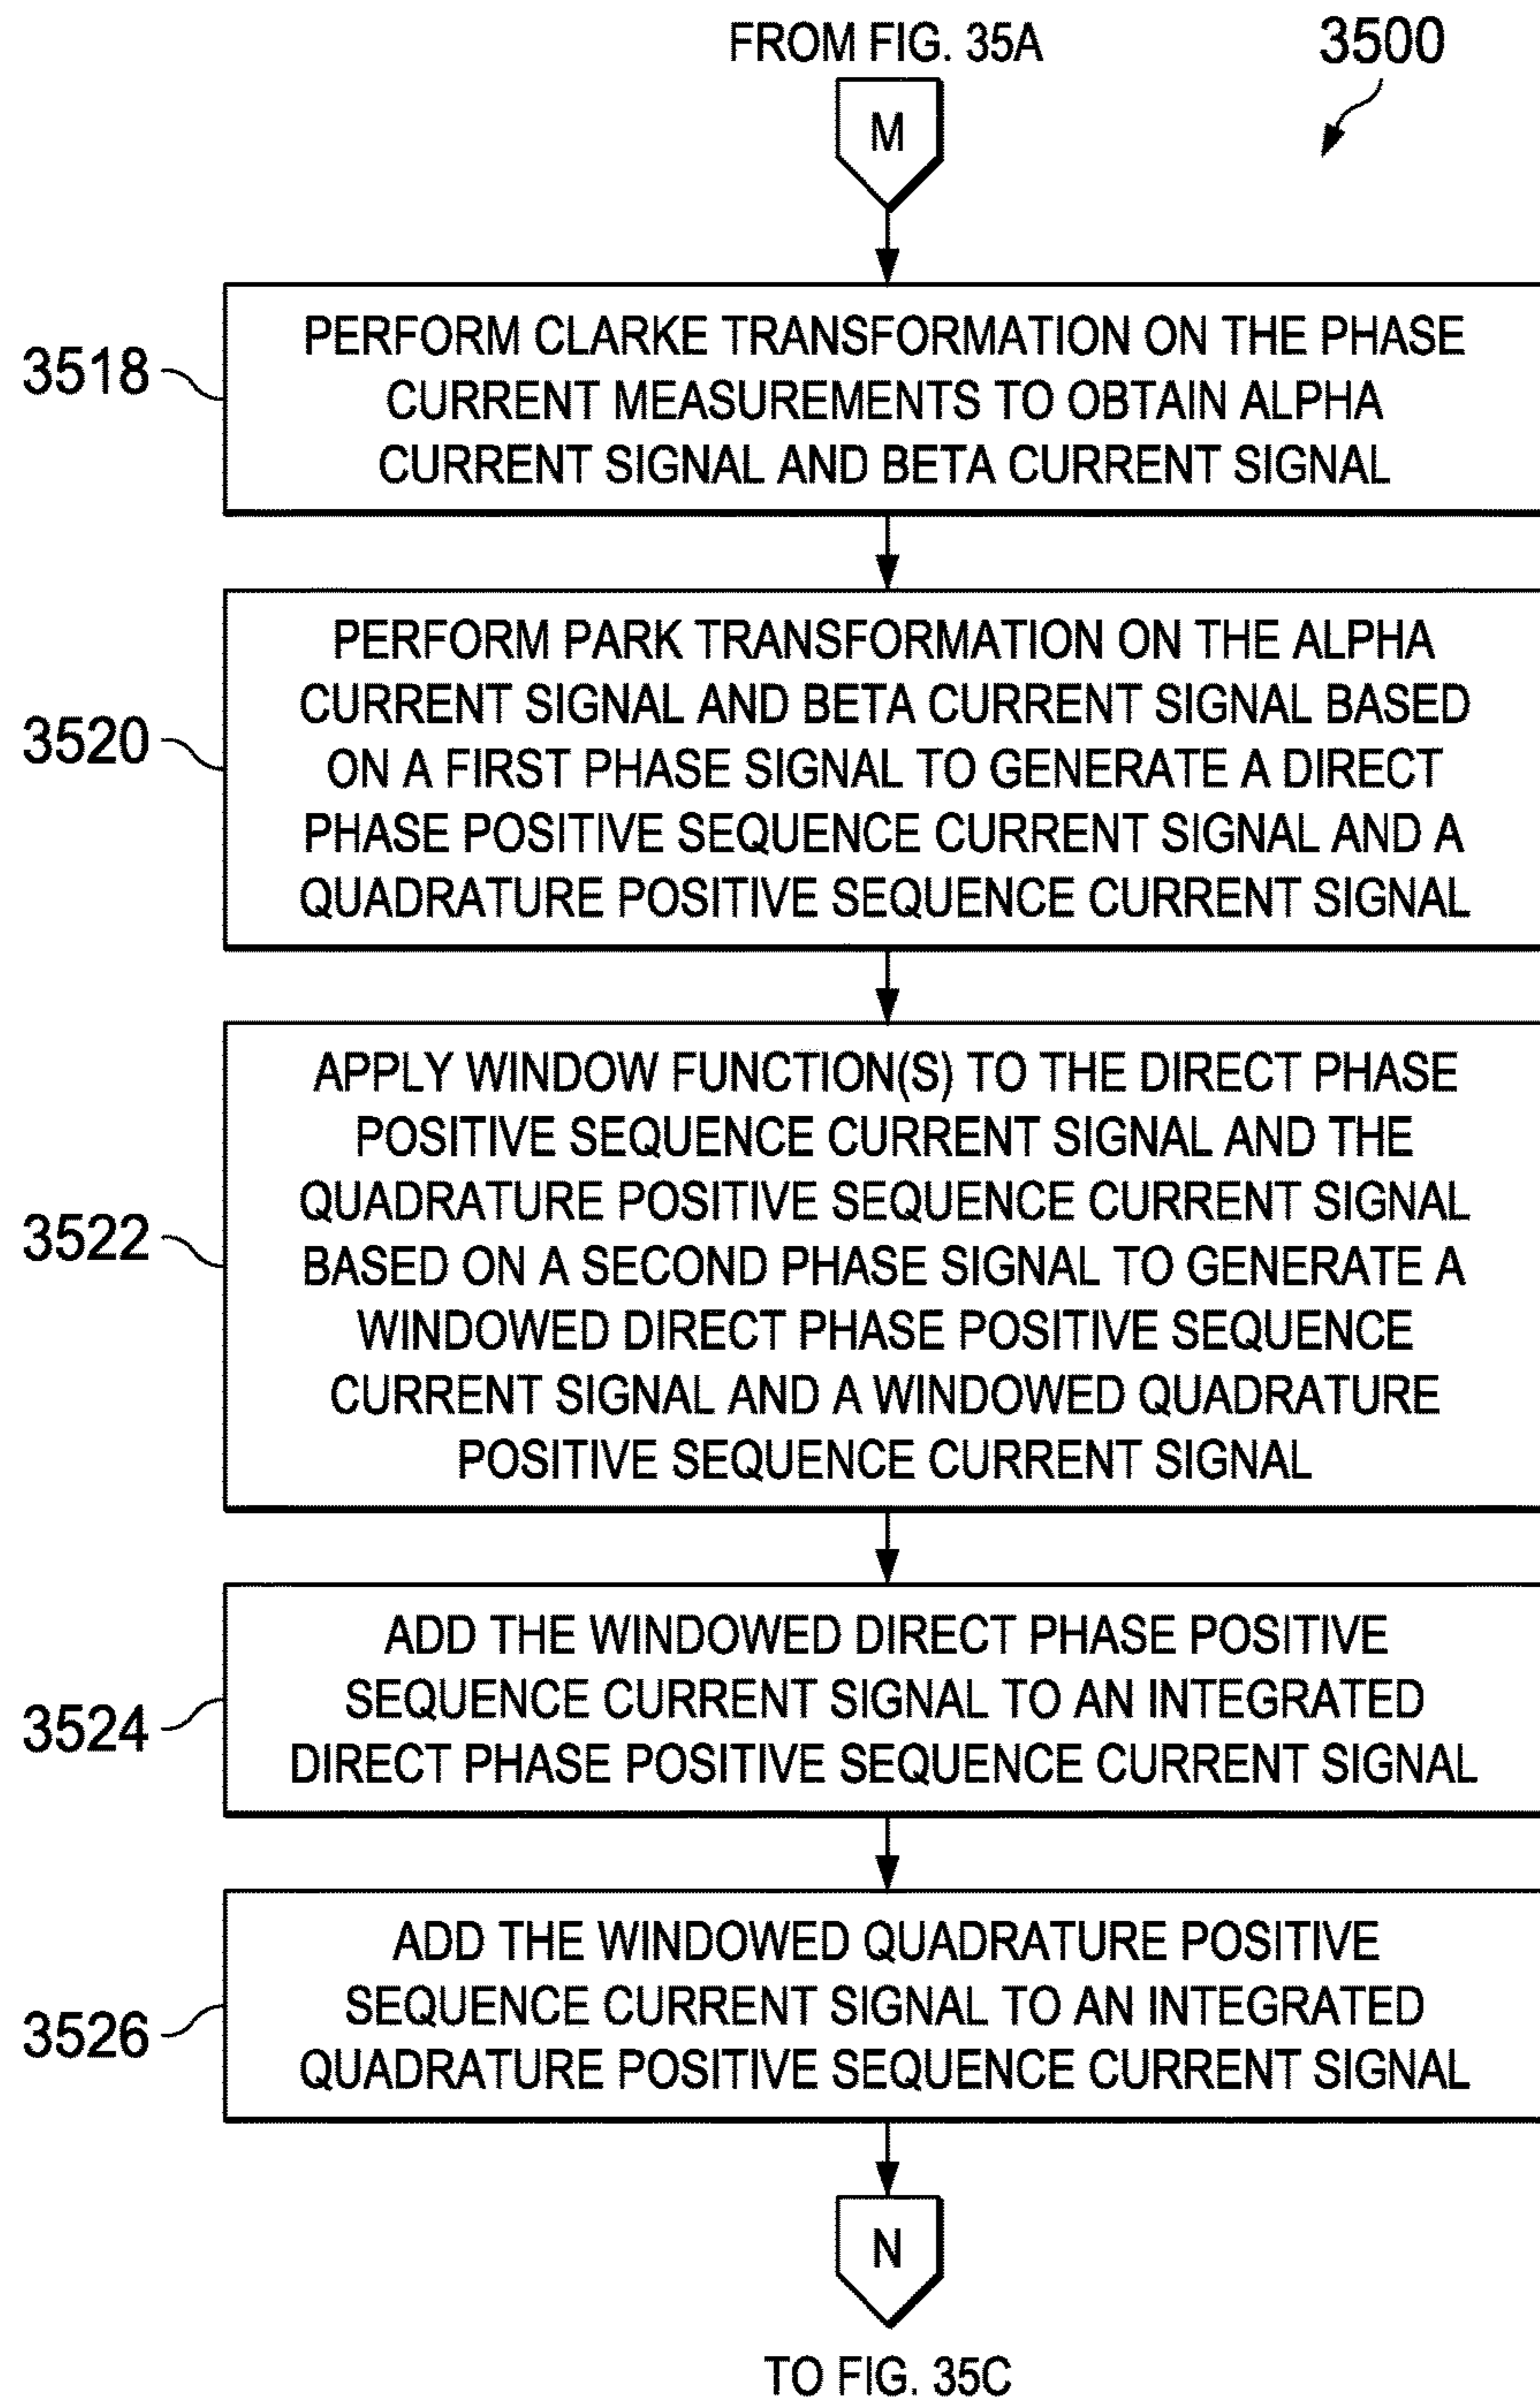 FROM FIG. 35A
3500
M
3518
PERFORM CLARKE TRANSFORMATION ON THE PHASE
CURRENT MEASUREMENTS TO OBTAIN ALPHA
CURRENT SIGNAL AND BETA CURRENT SIGNAL
3520
PERFORM PARK TRANSFORMATION ON THE ALPHA
CURRENT SIGNAL AND BETA CURRENT SIGNAL BASED
ON A FIRST PHASE SIGNAL TO GENERATE A DIRECT
PHASE POSITIVE SEQUENCE CURRENT SIGNAL AND A
QUADRATURE POSITIVE SEQUENCE CURRENT SIGNAL
3522
APPLY WINDOW FUNCTION(S) TO THE DIRECT PHASE
POSITIVE SEQUENCE CURRENT SIGNAL AND THE
QUADRATURE POSITIVE SEQUENCE CURRENT SIGNAL
BASED ON A SECOND PHASE SIGNAL TO GENERATE A
WINDOWED DIRECT PHASE POSITIVE SEQUENCE
CURRENT SIGNAL AND A WINDOWED QUADRATURE
POSITIVE SEQUENCE CURRENT SIGNAL
3524
ADD THE WINDOWED DIRECT PHASE POSITIVE
SEQUENCE CURRENT SIGNAL TO AN INTEGRATED
DIRECT PHASE POSITIVE SEQUENCE CURRENT SIGNAL
3526
ADD THE WINDOWED QUADRATURE POSITIVE
SEQUENCE CURRENT SIGNAL TO AN INTEGRATED
QUADRATURE POSITIVE SEQUENCE CURRENT SIGNAL
N
TO FIG. 35C